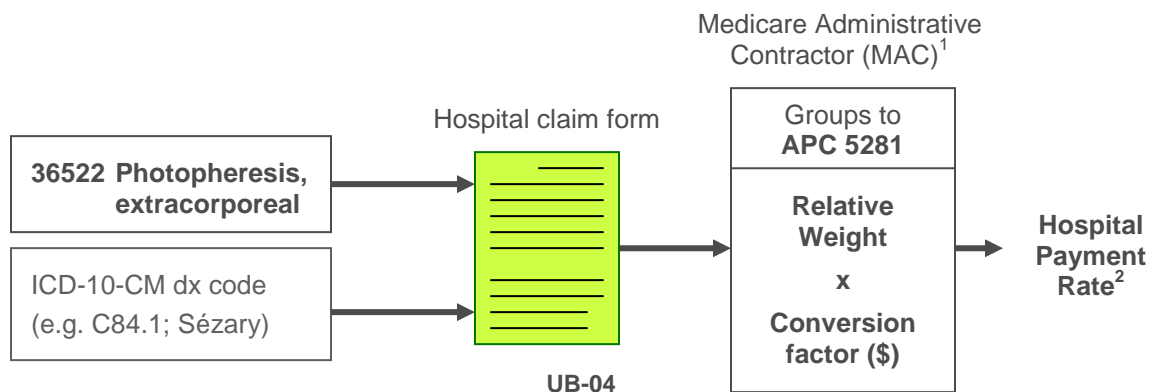 Medicare Administrative
Contractor (MAC)1
Hospital claim form
Groups to
APC 5281
36522 Photopheresis,
extracorporeal
Relative
Weight
x
Conversion
factor ($)
Hospital
Payment
Rate2
ICD-10-CM dx code
(e.g. C84.1; Sézary)
UB-04